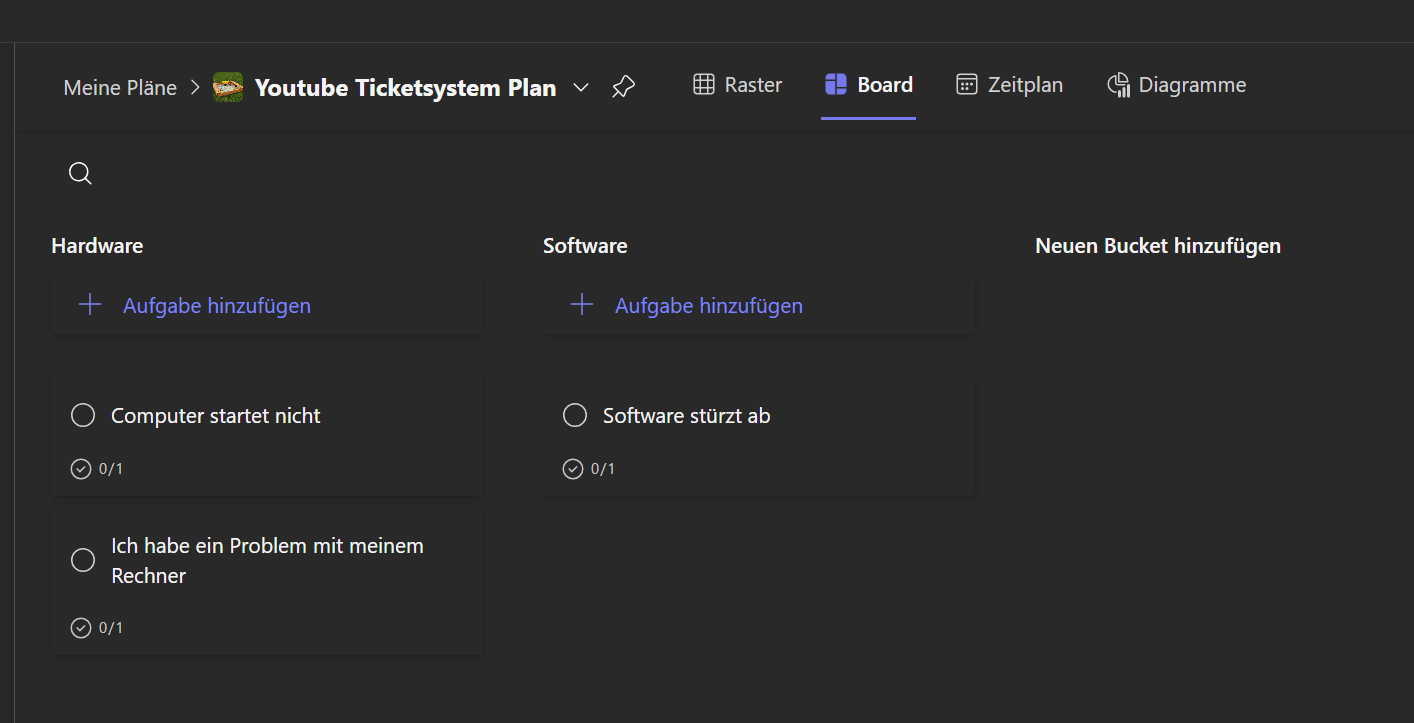 Meine Pläne
Youtube Ticketsystem Plan
Raster
Board
Zeitplan
Diagramme
Hardware
Software
Neuen Bucket hinzufügen
Aufgabe hinzufügen
Aufgabe hinzufügen
Computer startet nicht
0/1
Software stürzt ab
0/1
Ich habe ein Problem mit meinem
Rechner
0/1